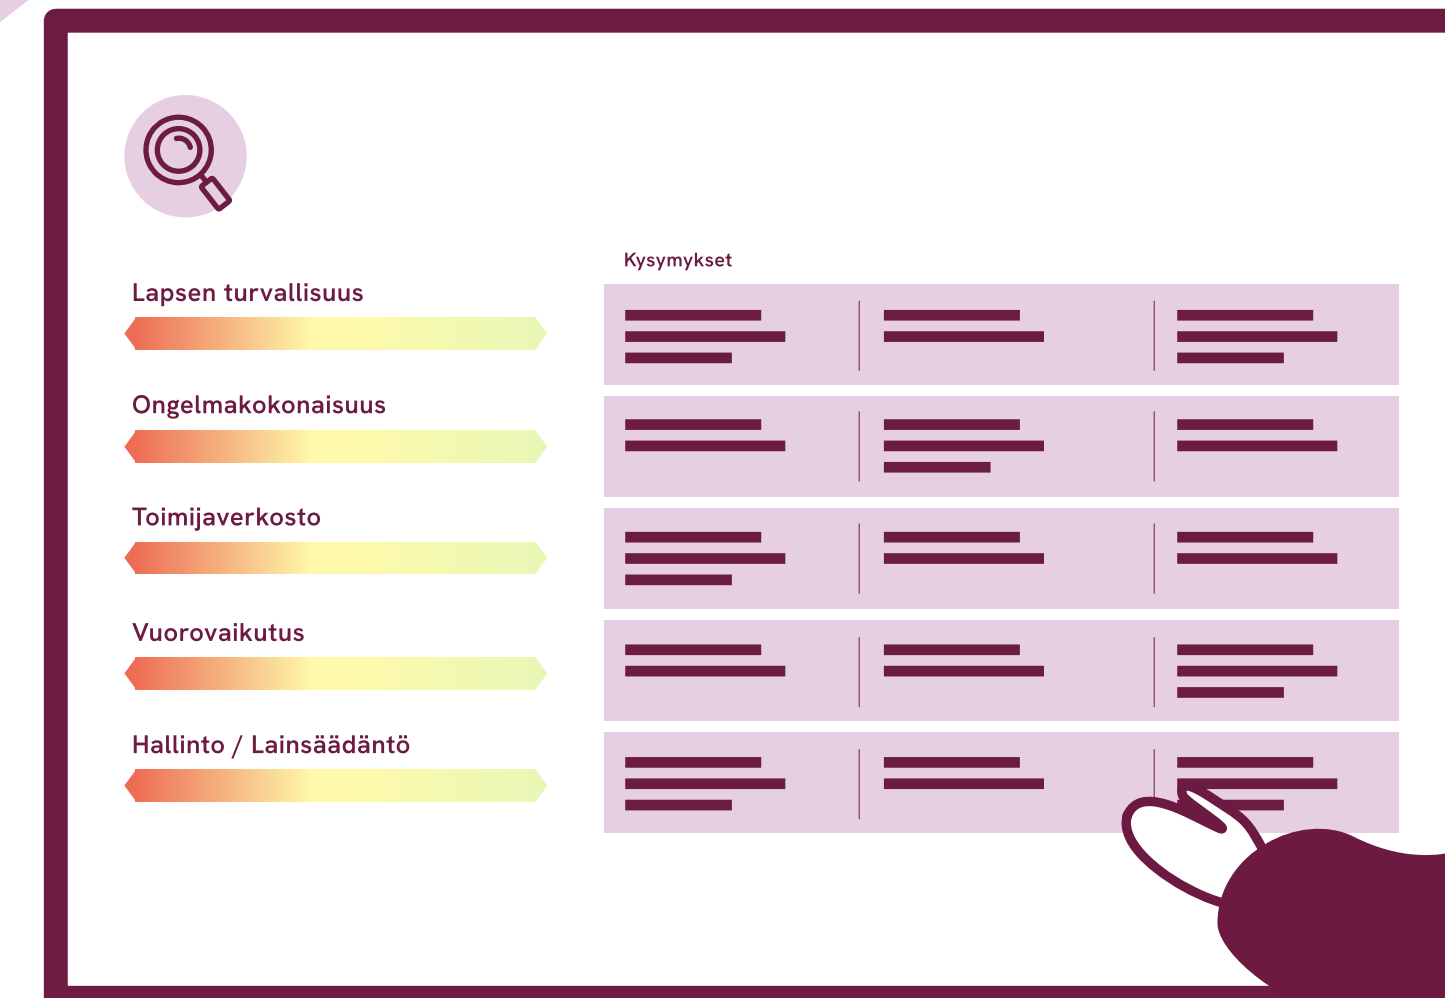 Kysymykset
Lapsen turvallisuus
Ongelmakokonaisuus
Toimijaverkosto
Vuorovaikutus
Hallinto / Lainsäädäntö